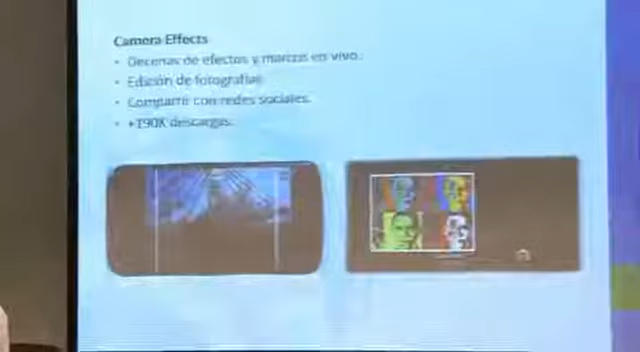 Camera Effects
- Decenas de efectos y marcos en vivo.
- Edición de fotografías
- Compartir con redes sociales.
- +190K descargas.